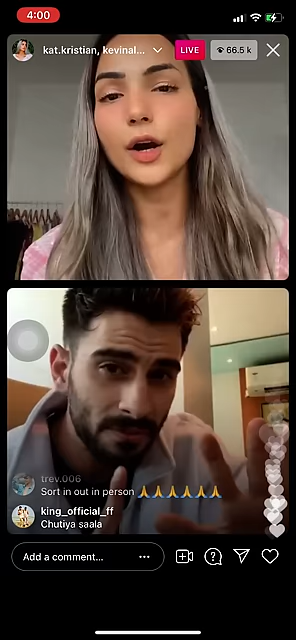 4:00
kat.kristian, kevinal...
LIVE
66.5 k
trev.006
Sort in out in person 🙏🙏🙏🙏🙏🙏
king_official_ff
Chutiya saala
Add a comment...